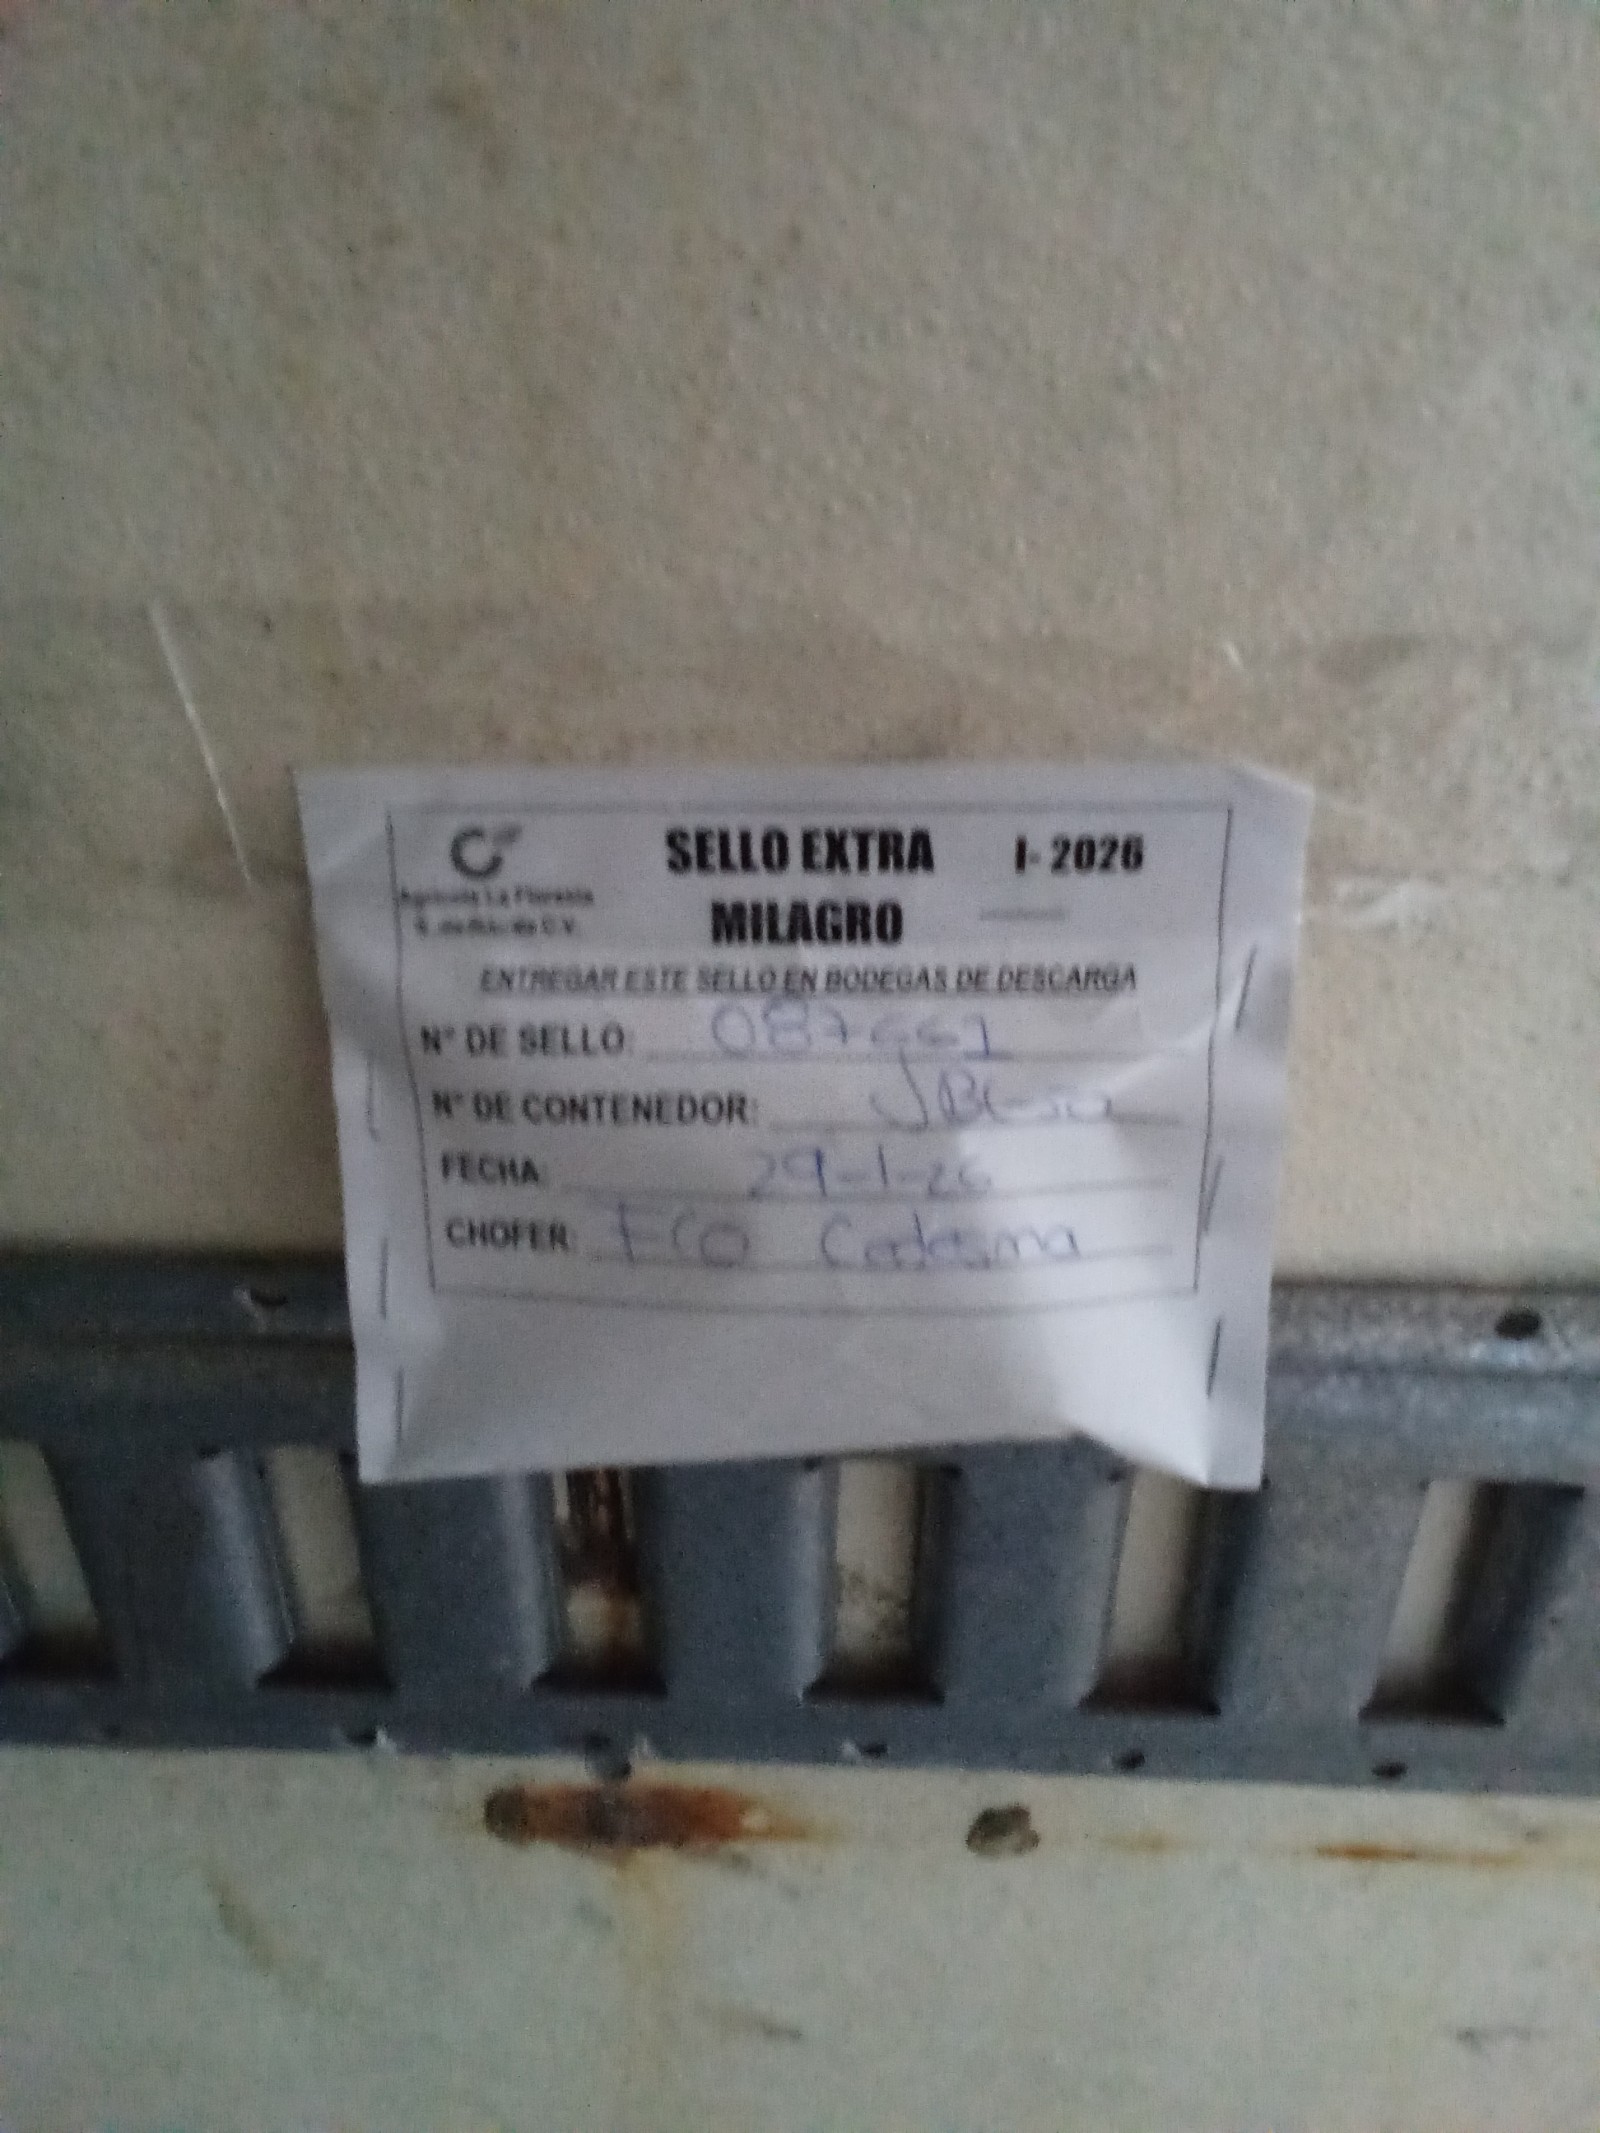 SELLO EXTRA I- 2026
MILAGRO
Agrícola La Floresta
S. de R.L. de C.V.
ENTREGAR ESTE SELLO EN BODEGAS DE DESCARGA
N° DE SELLO: 087661
N° DE CONTENEDOR:
FECHA: 29-1-26
CHOFER: FCO